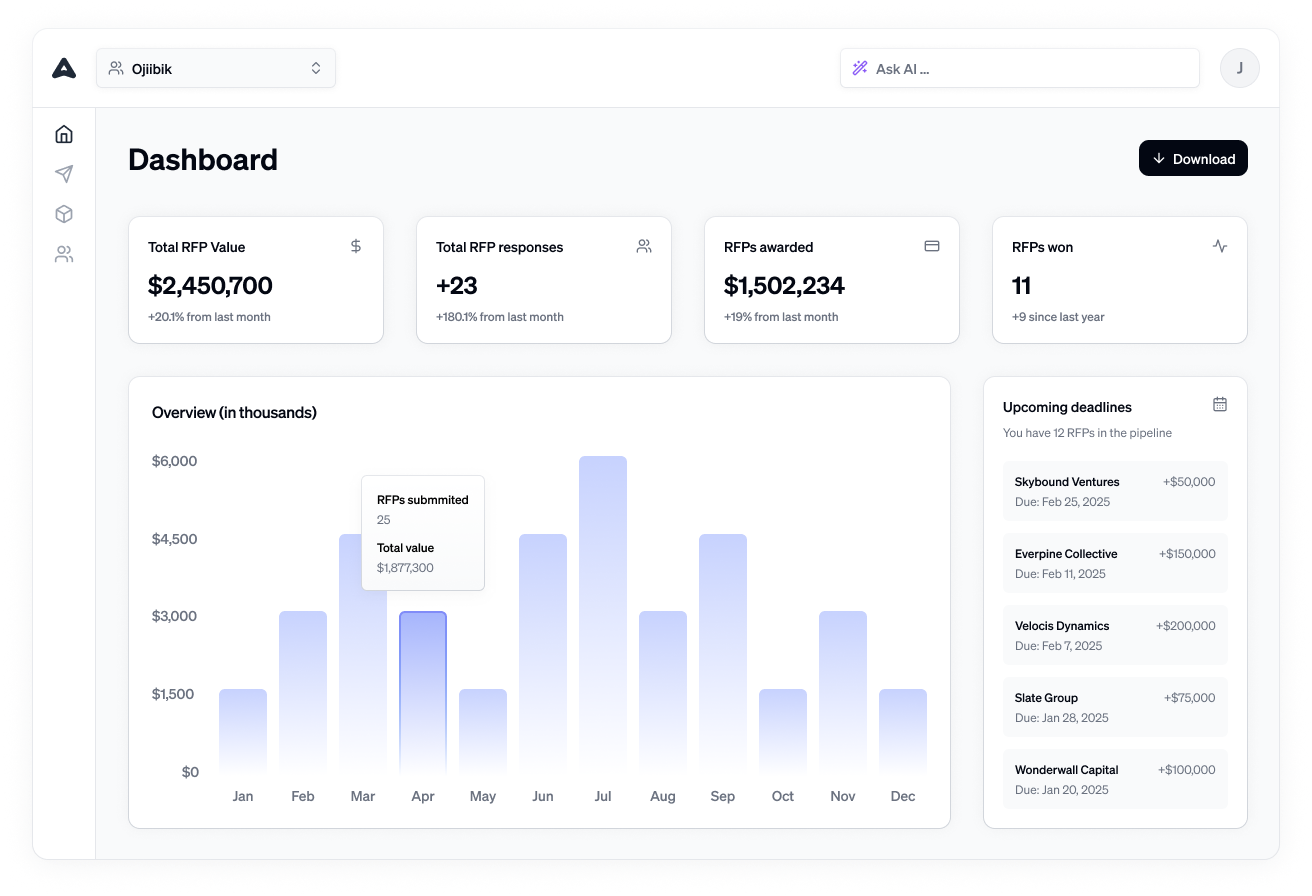 Ojiibik
Ask AI ...
J
Dashboard
Download
Total RFP Value
$2,450,700
+20.1% from last month
Total RFP responses
+23
+180.1% from last month
RFPs awarded
$1,502,234
+19% from last month
RFPs won
11
+9 since last year
Overview (in thousands)
$6,000
$4,500
$3,000
$1,500
$0
RFPs submmited
25
Total value
$1,877,300
Jan Feb Mar Apr May Jun Jul Aug Sep Oct Nov Dec
Upcoming deadlines
You have 12 RFPs in the pipeline
Skybound Ventures +$50,000
Due: Feb 25, 2025
Everpine Collective +$150,000
Due: Feb 11, 2025
Velocis Dynamics +$200,000
Due: Feb 7, 2025
Slate Group +$75,000
Due: Jan 28, 2025
Wonderwall Capital +$100,000
Due: Jan 20, 2025